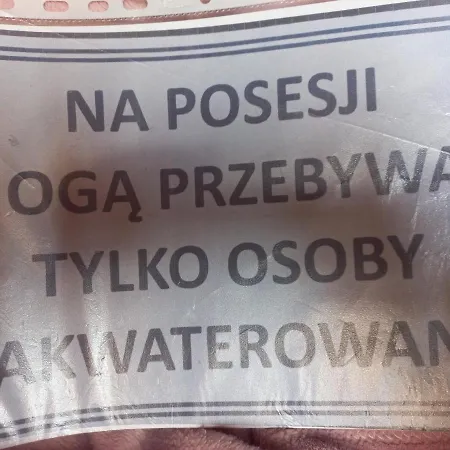 NA POSESJI
OGĄ PRZEBYWA
TYLKO OSOBY
AKWATEROWAN